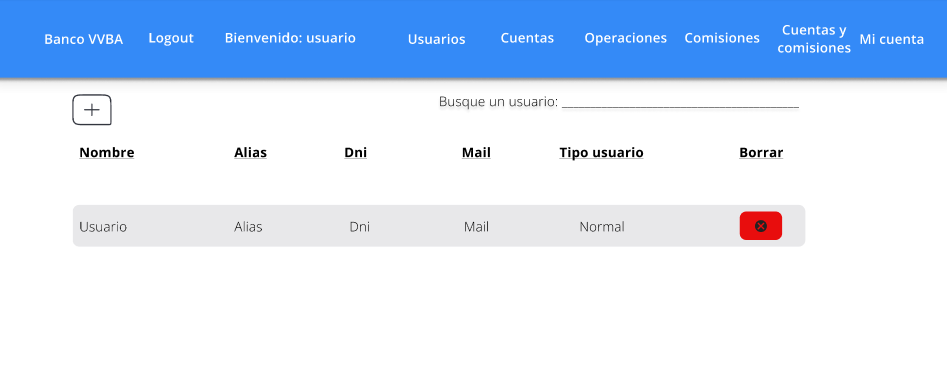 Banco VVBA Logout Bienvenido: usuario Usuarios Cuentas Operaciones Comisiones Cuentas y comisiones Mi cuenta
Busque un usuario:
Nombre Alias Dni Mail Tipo usuario Borrar
Usuario Alias Dni Mail Normal